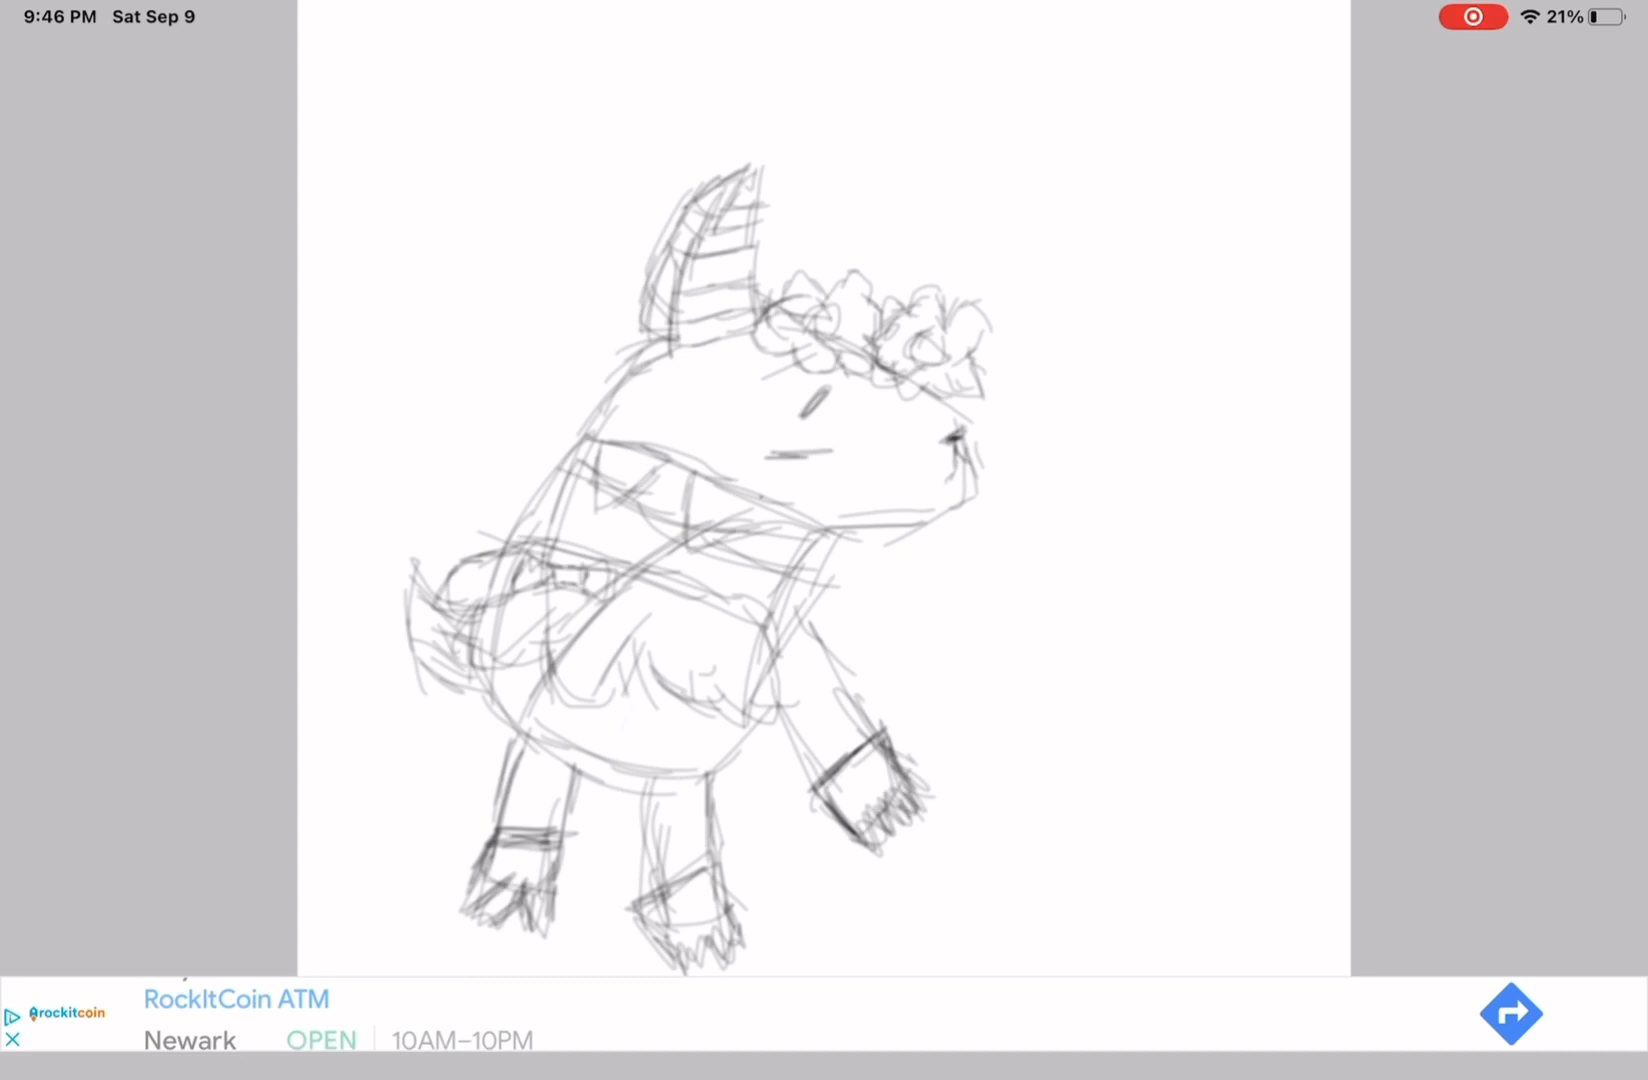 9:46 PM Sat Sep 9
21%
RockItCoin ATM
rockitcoin
Newark OPEN 10AM–10PM